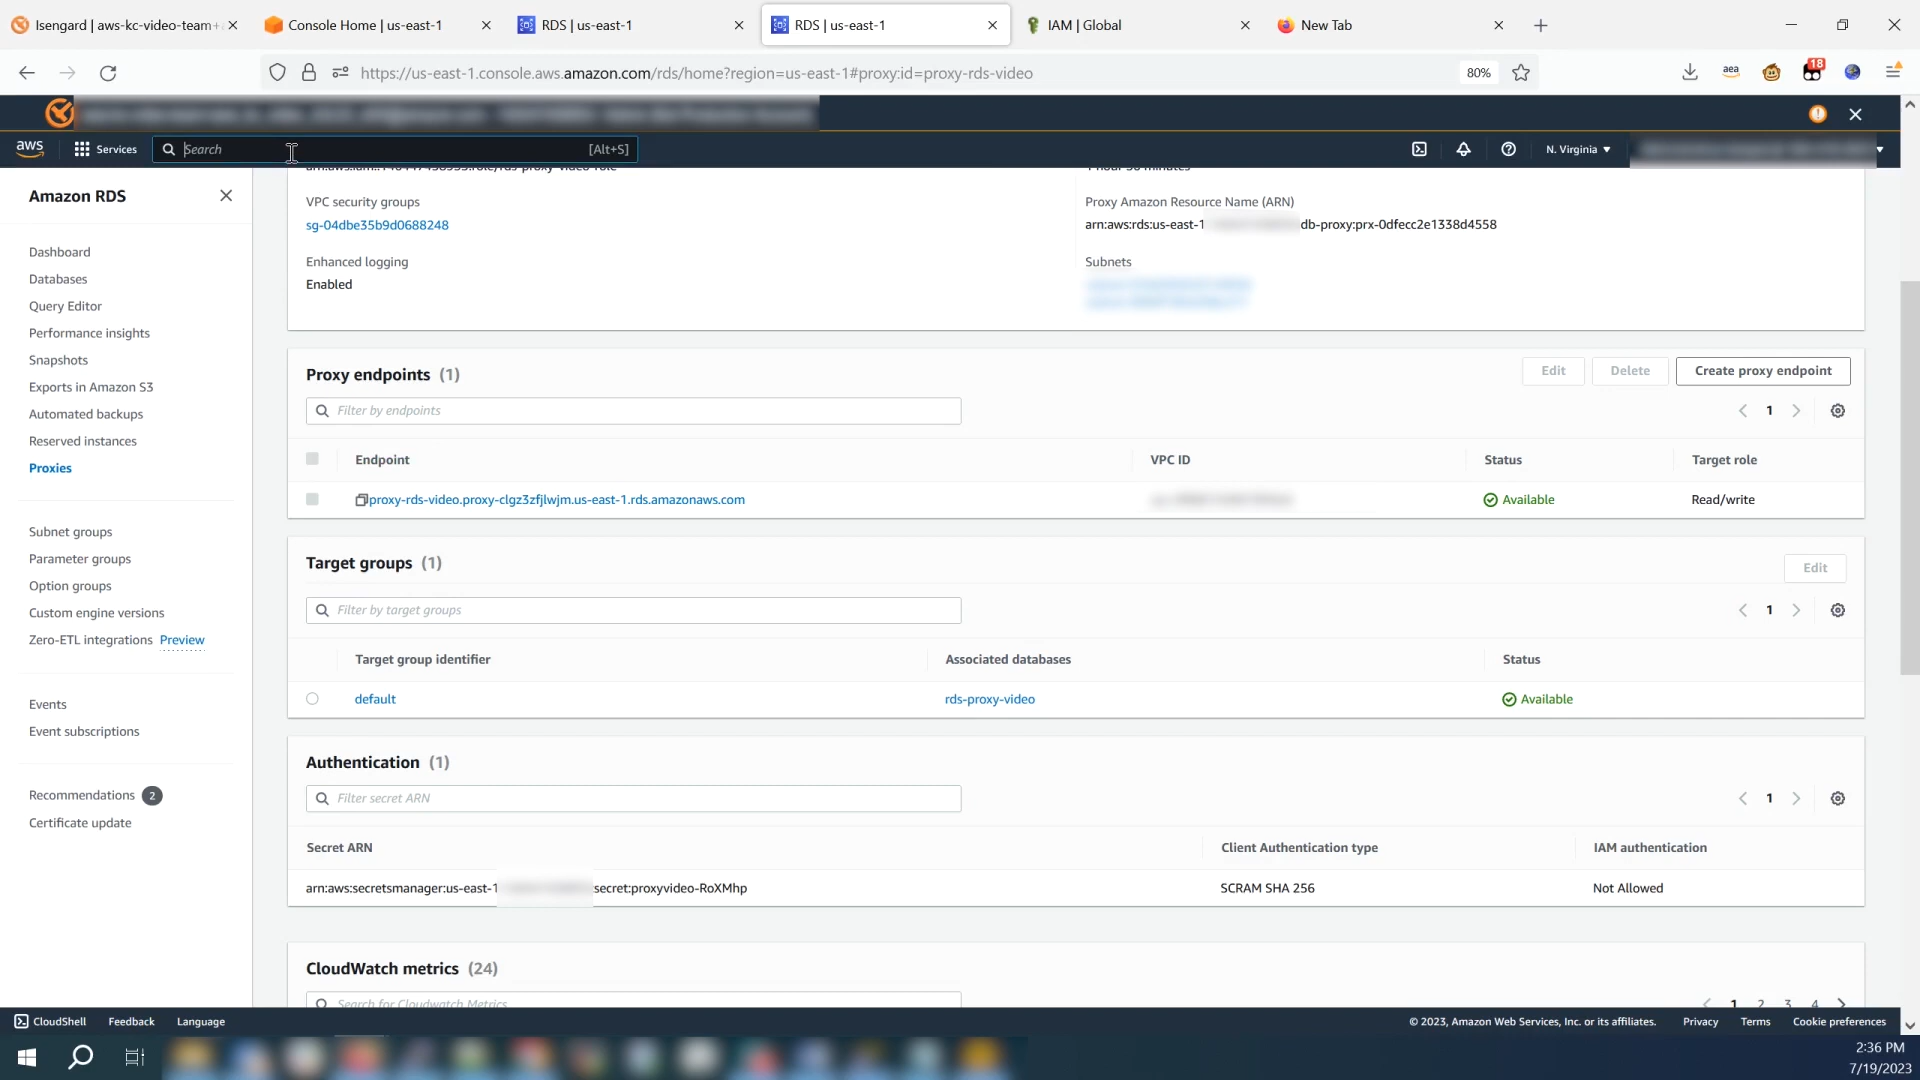 Isengard | aws-kc-video-team+
Console Home | us-east-1
RDS | us-east-1
RDS | us-east-1
IAM | Global
New Tab
https://us-east-1.console.aws.amazon.com/rds/home?region=us-east-1#proxy:id=proxy-rds-video
80%
aea
18
aws
Services
Search
[Alt+S]
N. Virginia
Amazon RDS
Dashboard
Databases
Query Editor
Performance insights
Snapshots
Exports in Amazon S3
Automated backups
Reserved instances
Proxies
Subnet groups
Parameter groups
Option groups
Custom engine versions
Zero-ETL integrations Preview
Events
Event subscriptions
Recommendations 2
Certificate update
VPC security groups
sg-04dbe35b9d0688248
Enhanced logging
Enabled
Proxy Amazon Resource Name (ARN)
arn:aws:rds:us-east-1 db-proxy:prx-0dfecc2e1338d4558
Subnets
Proxy endpoints (1)
Edit
Delete
Create proxy endpoint
Filter by endpoints
1
Endpoint
VPC ID
Status
Target role
proxy-rds-video.proxy-clgz3zfjlwjm.us-east-1.rds.amazonaws.com
Available
Read/write
Target groups (1)
Edit
Filter by target groups
1
Target group identifier
Associated databases
Status
default
rds-proxy-video
Available
Authentication (1)
Filter secret ARN
1
Secret ARN
Client Authentication type
IAM authentication
arn:aws:secretsmanager:us-east-1 secret:proxyvideo-RoXMhp
SCRAM SHA 256
Not Allowed
CloudWatch metrics (24)
Search for Cloudwatch Metrics
1 2 3 4
CloudShell
Feedback
Language
© 2023, Amazon Web Services, Inc. or its affiliates.
Privacy
Terms
Cookie preferences
2:36 PM
7/19/2023